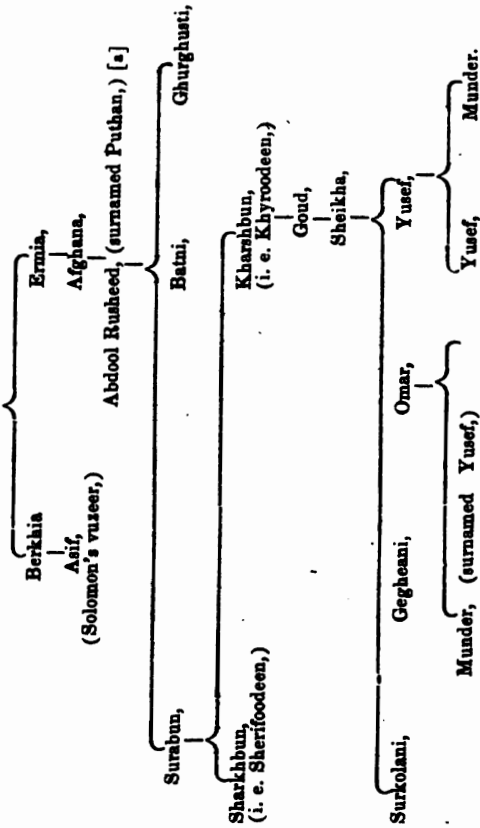 Berkhia Ermia,
Asif, Afghana,
(Solomon's vuzeer,)
Abdool Rusheed, (surnamed Puthan,) [a]
Surabun, Batni, Ghurghusti,
Sharkhbun, Kharshbun,
(i. e. Sherifoodeen,) (i. e. Khyroodeen,)
Goud,
Sheikha,
Surkolani, Gegheani, Omar, Yusef,
Munder, (surnamed Yusef,) Yusef, Munder.